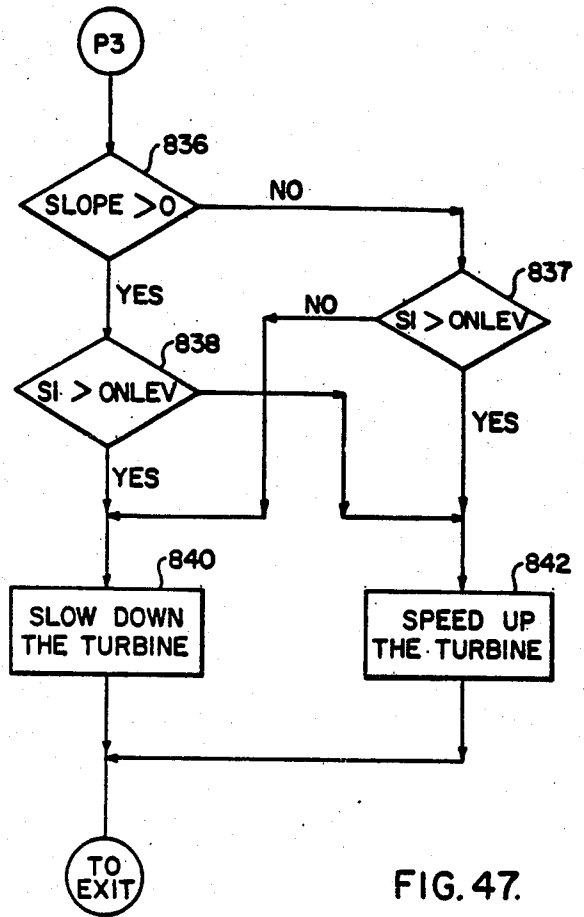 P3
836
SLOPE > 0
NO
837
SI > ONLEV
NO
YES
838
SI > ONLEV
YES
YES
840
SLOW DOWN
THE TURBINE
842
SPEED UP
THE TURBINE
TO
EXIT
FIG. 47.